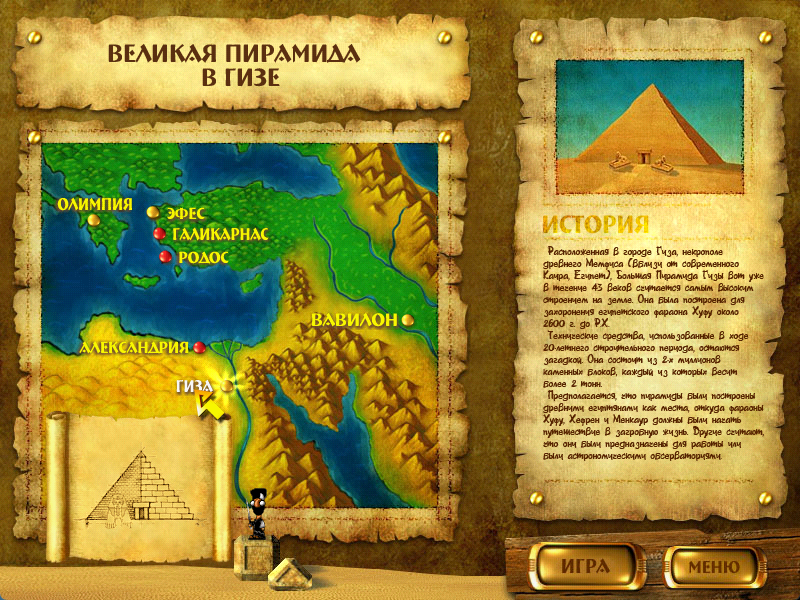 ВЕЛИКАЯ ПИРАМИДА
В ГИЗЕ
ОЛИМПИЯ
ЭФЕС
ГАЛИКАРНАС
РОДОС
ВАВИЛОН
АЛЕКСАНДРИЯ
ГИЗА
ИСТОРИЯ
Расположенная в городе Гиза, некрополе
древнего Мемфиса (вблизи от современного
Каира, Египет), Большая Пирамида Гизы вот уже
в течение 43 веков считается самым высоким
строением на земле. Она была построена для
захоронения египетского фараона Хуфу около
2600 г. до Р.Х.
Технические средства, использованные в ходе
20-летнего строительного периода, остаются
загадкой. Она состоит из 2-х миллионов
каменных блоков, каждый из которых весит
более 2 тонн.
Предполагается, что пирамиды были построены
древними египтянами как места, откуда фараоны
Хуфу, Хефрен и Менкаур должны были начать
путешествие в загробную жизнь. Другие считают,
что они были предназначены для работы или
были астрономическими обсерваториями.
ИГРА
МЕНЮ